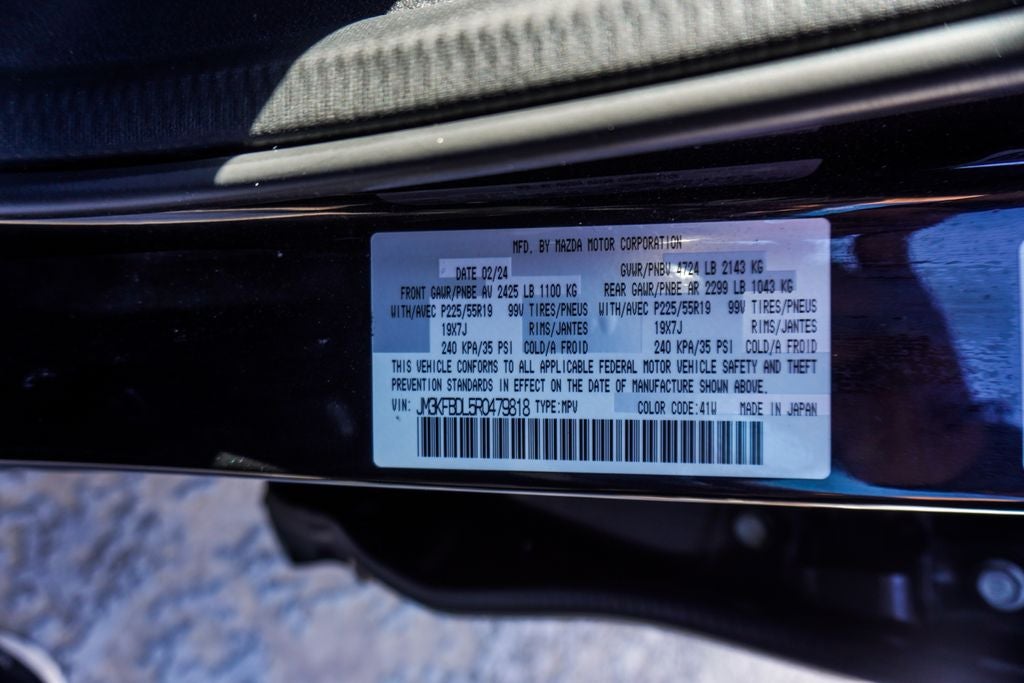 MFD. BY MAZDA MOTOR CORPORATION
DATE 02/24 GVWR/PNBV 4724 LB 2143 KG
FRONT GAWR/PNBE AV 2425 LB 1100 KG REAR GAWR/PNBE AR 2299 LB 1043 KG
WITH/AVEC P225/55R19 99V TIRES/PNEUS WITH/AVEC P225/55R19 99V TIRES/PNEUS
19X7J RIMS/JANTES 19X7J RIMS/JANTES
240 KPA/35 PSI COLD/A FROID 240 KPA/35 PSI COLD/A FROID
THIS VEHICLE CONFORMS TO ALL APPLICABLE FEDERAL MOTOR VEHICLE SAFETY AND THEFT
PREVENTION STANDARDS IN EFFECT ON THE DATE OF MANUFACTURE SHOWN ABOVE.
VIN: JM3KFBDL5R0479818 TYPE:MPV COLOR CODE:41W MADE IN JAPAN